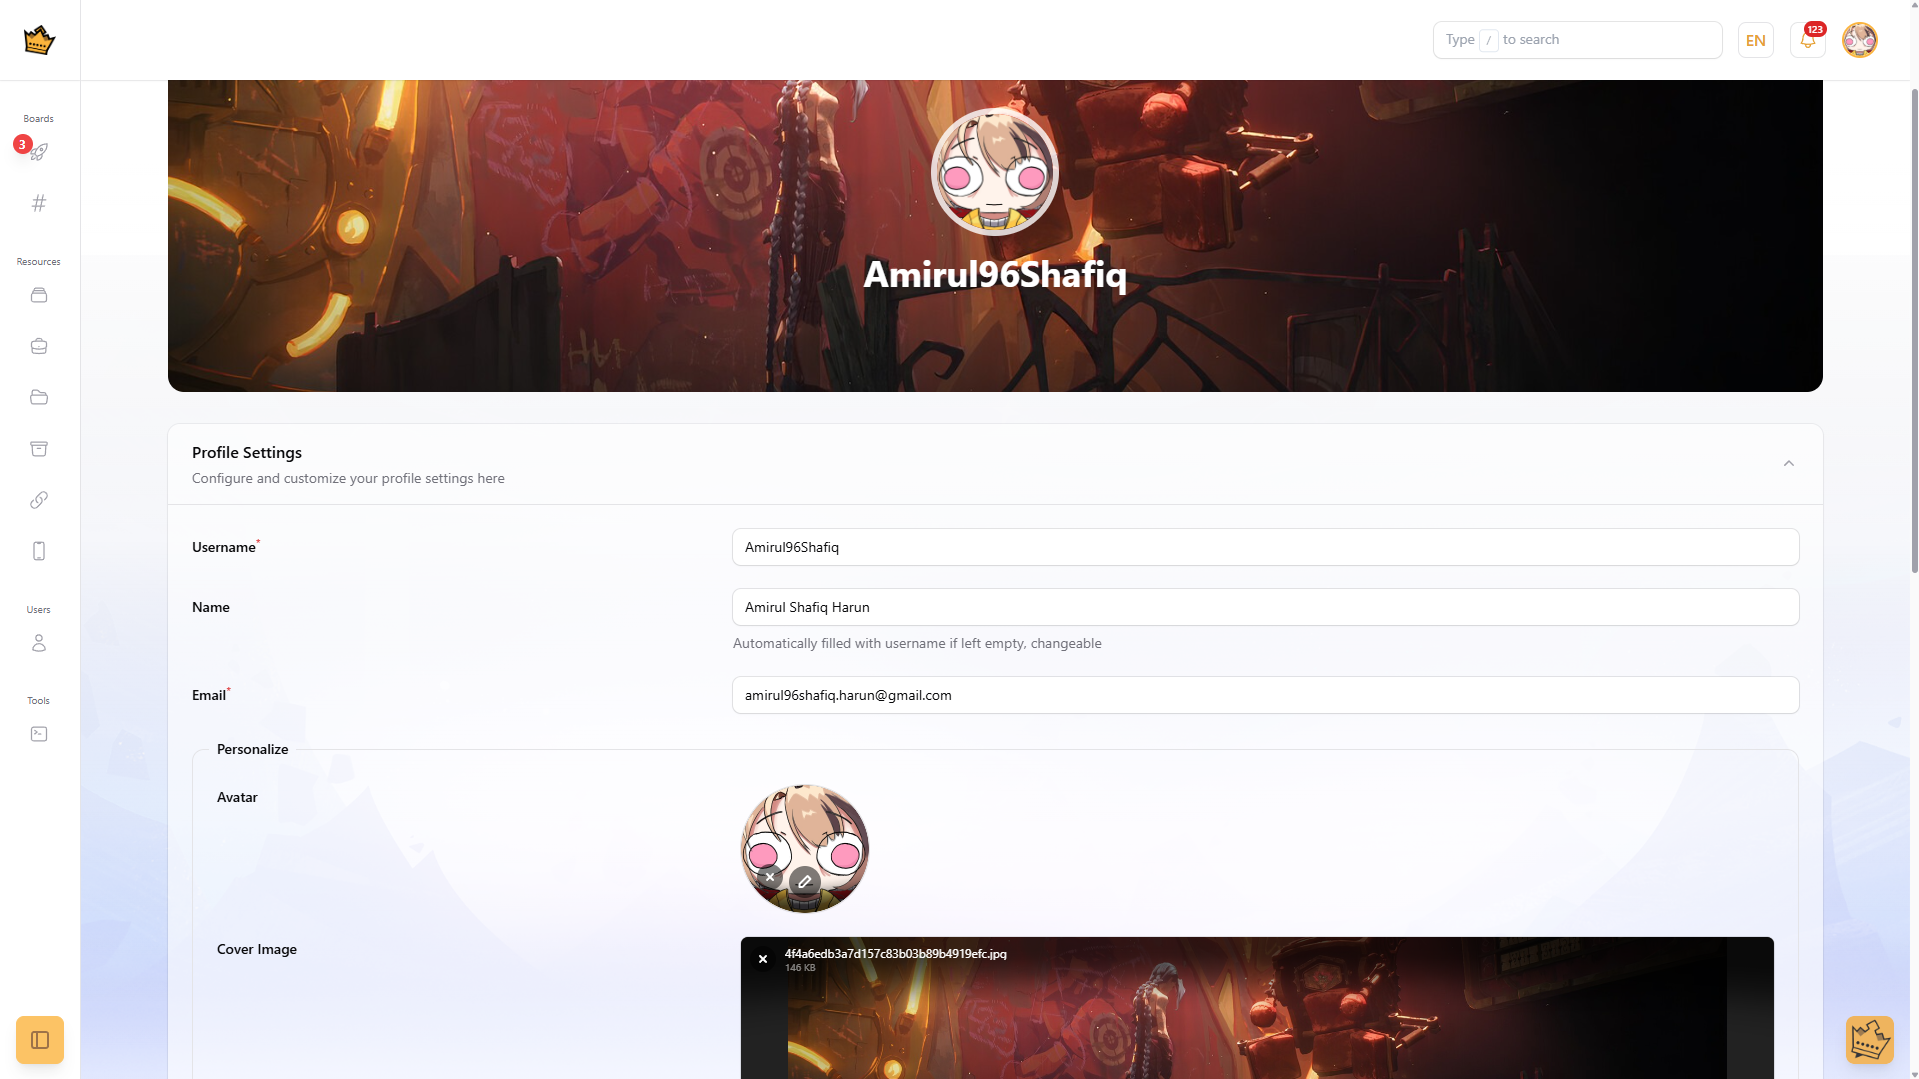 Type / to search
EN
123
Boards
3
Resources
Users
Tools
Amirul96Shafiq
Profile Settings
Configure and customize your profile settings here
Username*
Amirul96Shafiq
Name
Amirul Shafiq Harun
Automatically filled with username if left empty, changeable
Email*
amirul96shafiq.harun@gmail.com
Personalize
Avatar
Cover Image
4f4a6edb3a7d157c83b03b89b4919efc.jpg
146 KB